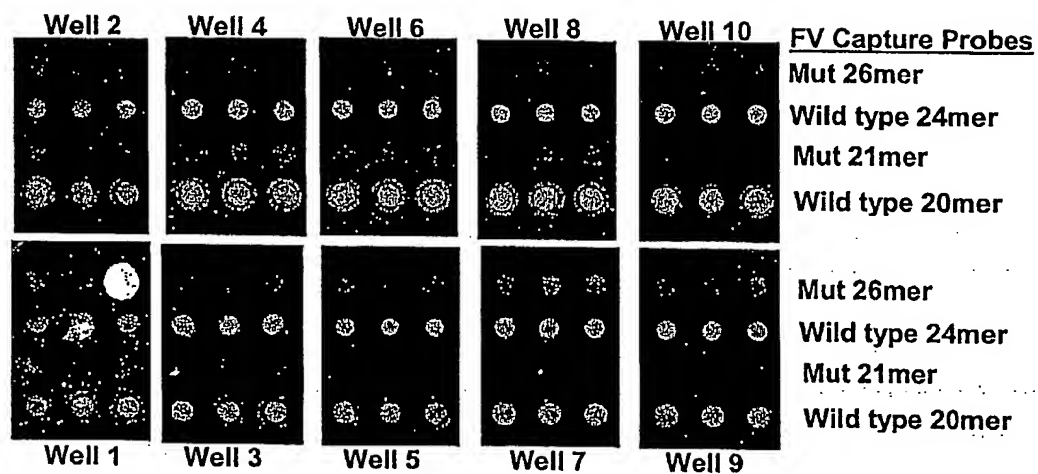 Well 2 Well 4 Well 6 Well 8 Well 10
FV Capture Probes
Mut 26mer
Wild type 24mer
Mut 21mer
Wild type 20mer
Mut 26mer
Wild type 24mer
Mut 21mer
Wild type 20mer
Well 1 Well 3 Well 5 Well 7 Well 9